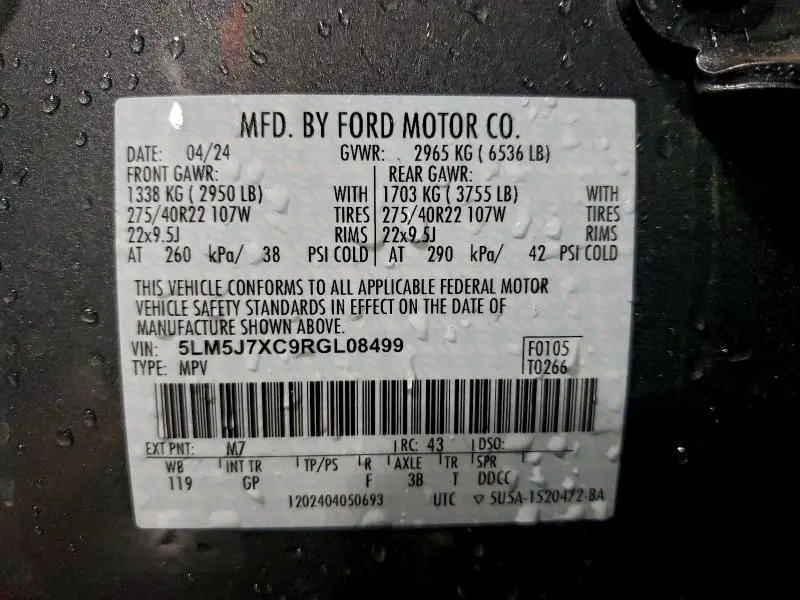 MFD. BY FORD MOTOR CO.
DATE: 04/24 GVWR: 2965 KG ( 6536 LB)
FRONT GAWR: REAR GAWR:
1338 KG ( 2950 LB) WITH 1703 KG ( 3755 LB) WITH
275/40R22 107W TIRES 275/40R22 107W TIRES
22x9.5J RIMS 22x9.5J RIMS
AT 260 kPa/ 38 PSI COLD AT 290 kPa/ 42 PSI COLD
THIS VEHICLE CONFORMS TO ALL APPLICABLE FEDERAL MOTOR
VEHICLE SAFETY STANDARDS IN EFFECT ON THE DATE OF
MANUFACTURE SHOWN ABOVE.
VIN: 5LM5J7XC9RGL08499 F0105
TYPE: MPV T0266
EXT PNT: M7 RC: 43 DSO:
WB INT TR TP/PS R AXLE TR SPR
119 GP F 3B T DDCC
1202404050693 UTC ▽ 5U5A-1520472-BA